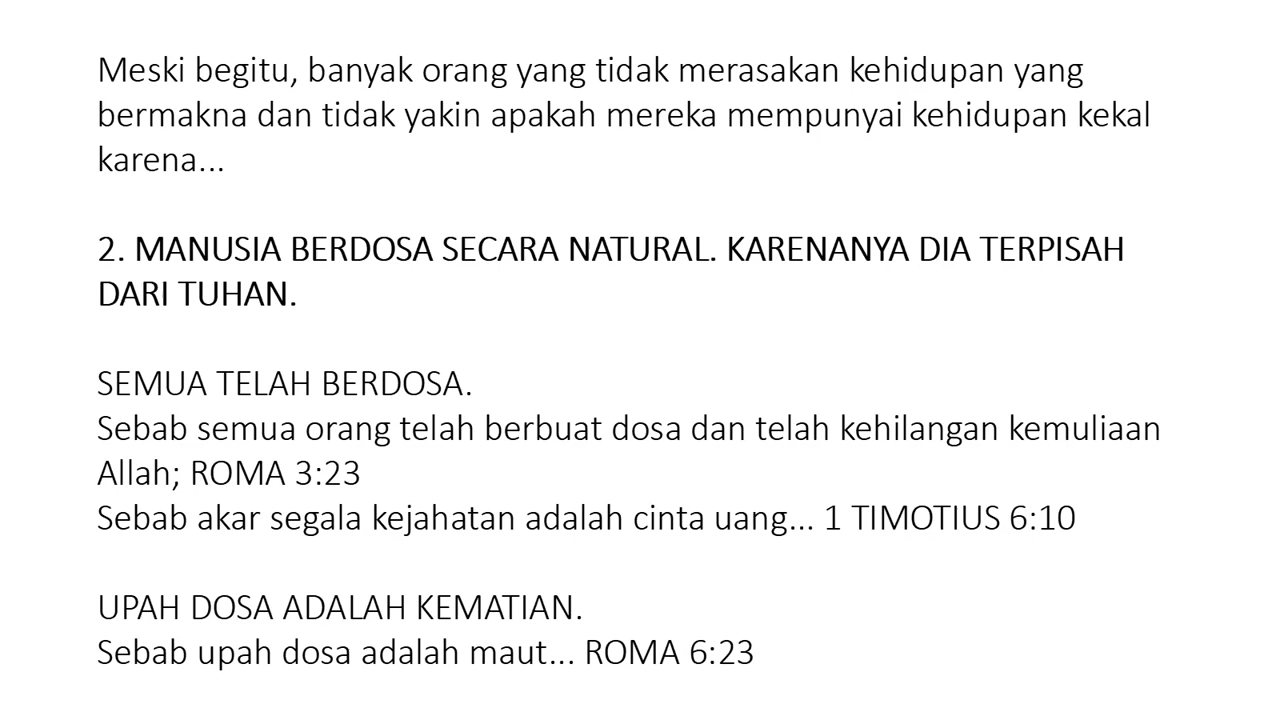 Meski begitu, banyak orang yang tidak merasakan kehidupan yang
bermakna dan tidak yakin apakah mereka mempunyai kehidupan kekal
karena...
2. MANUSIA BERDOSA SECARA NATURAL. KARENANYA DIA TERPISAH
DARI TUHAN.
SEMUA TELAH BERDOSA.
Sebab semua orang telah berbuat dosa dan telah kehilangan kemuliaan
Allah; ROMA 3:23
Sebab akar segala kejahatan adalah cinta uang... 1 TIMOTIUS 6:10
UPAH DOSA ADALAH KEMATIAN.
Sebab upah dosa adalah maut... ROMA 6:23